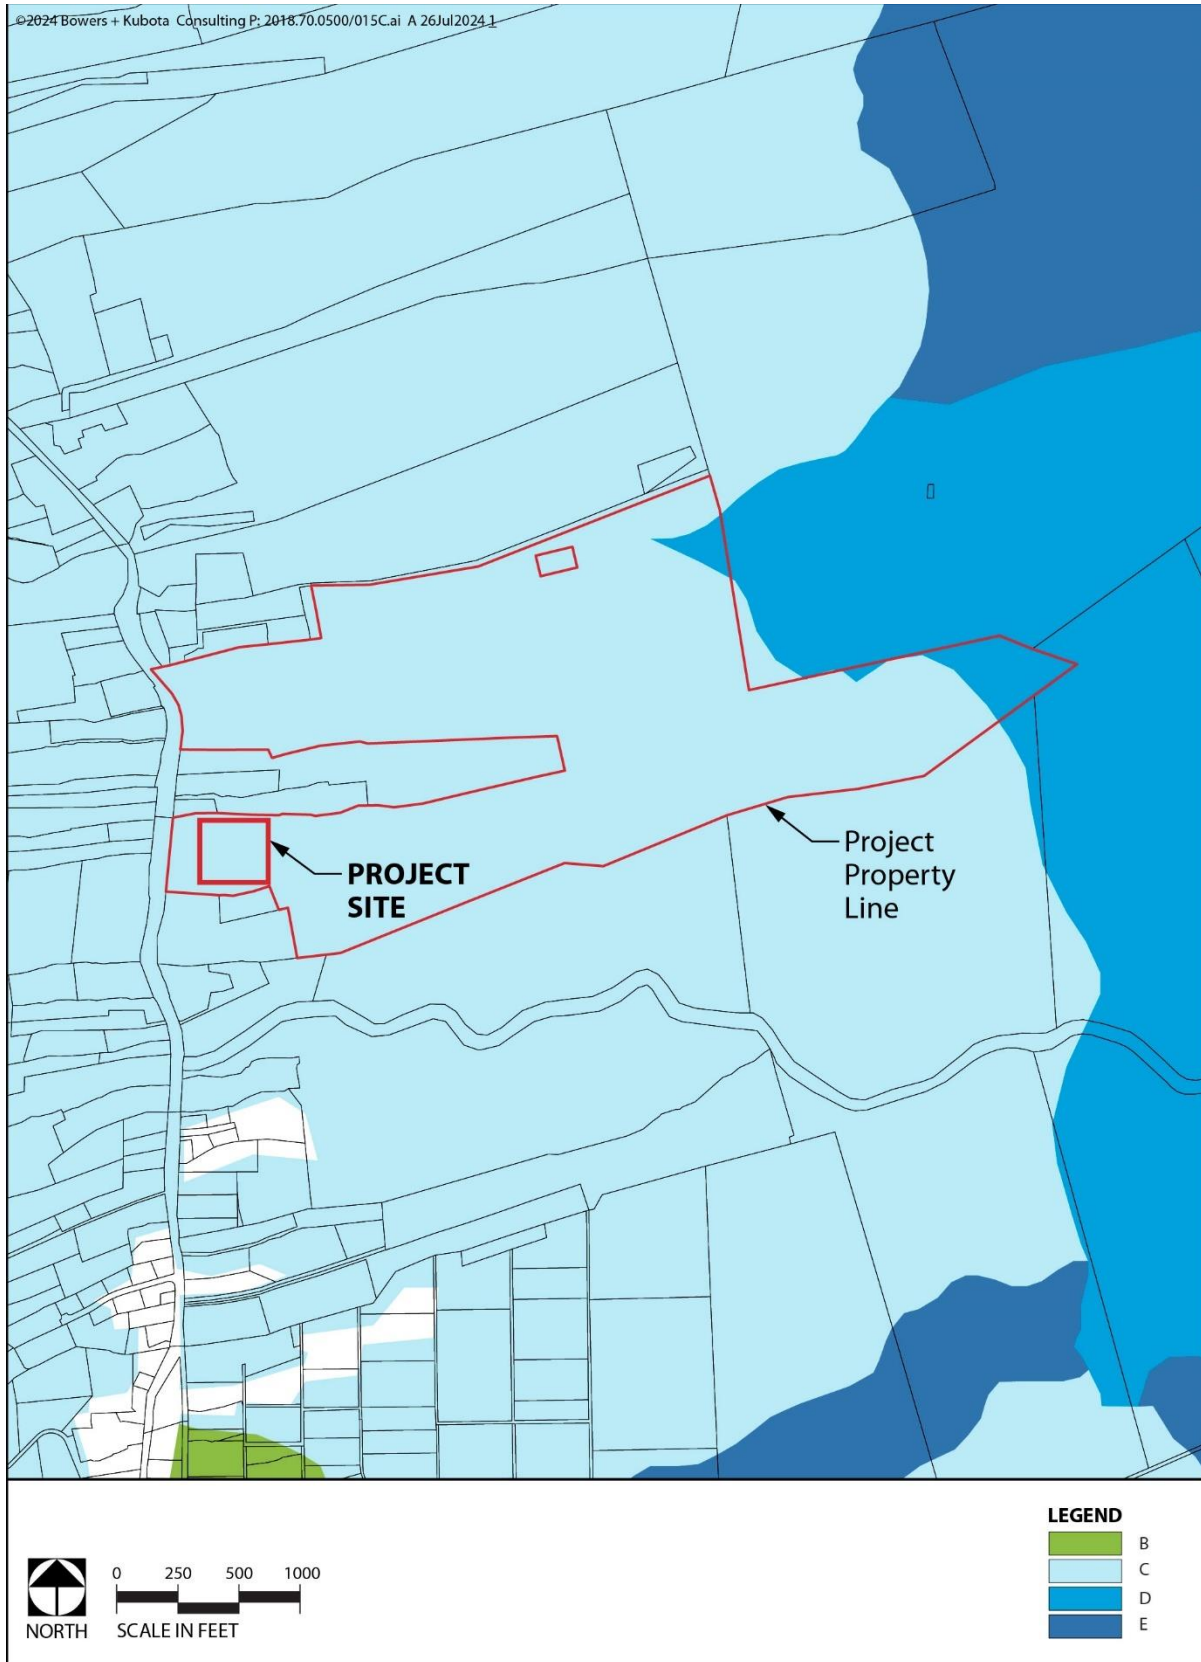 ©2024 Bowers + Kubota Consulting P: 2018.70.0500/015C.ai A 26Jul2024 1
PROJECT
SITE
Project
Property
Line
LEGEND
B
C
D
E
0 250 500 1000
NORTH
SCALE IN FEET